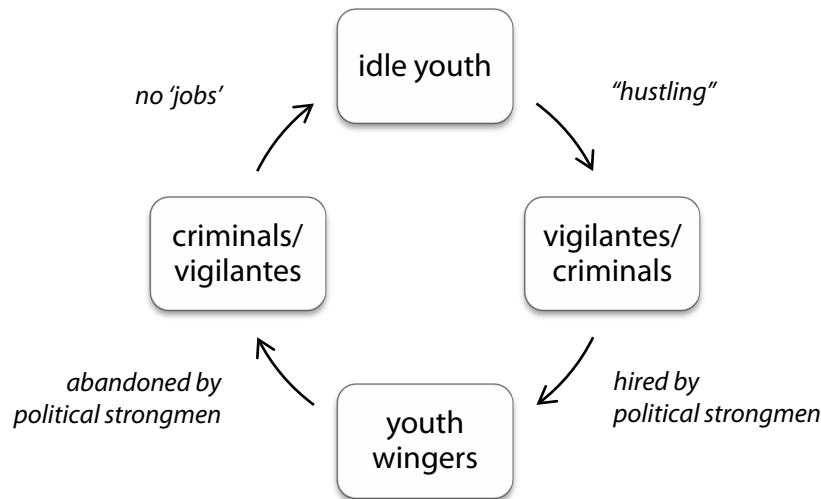 idle youth
no ‘jobs’
“hustling”
criminals/
vigilantes
vigilantes/
criminals
abandoned by
political strongmen
youth
wingers
hired by
political strongmen